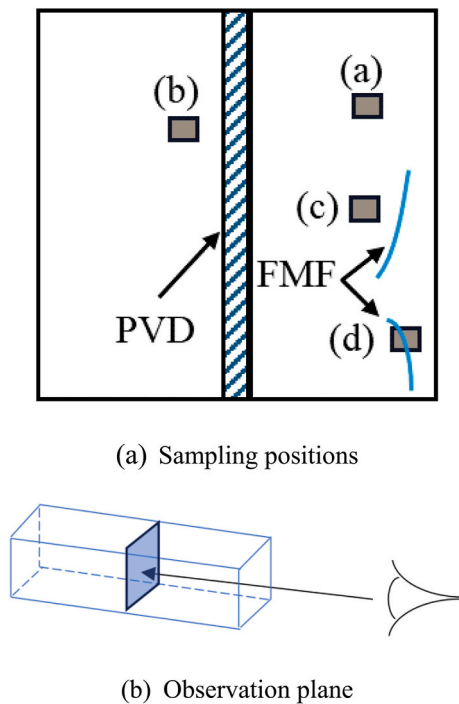 (a)
(b)
(c)
FMF
PVD
(d)
(a) Sampling positions
(b) Observation plane